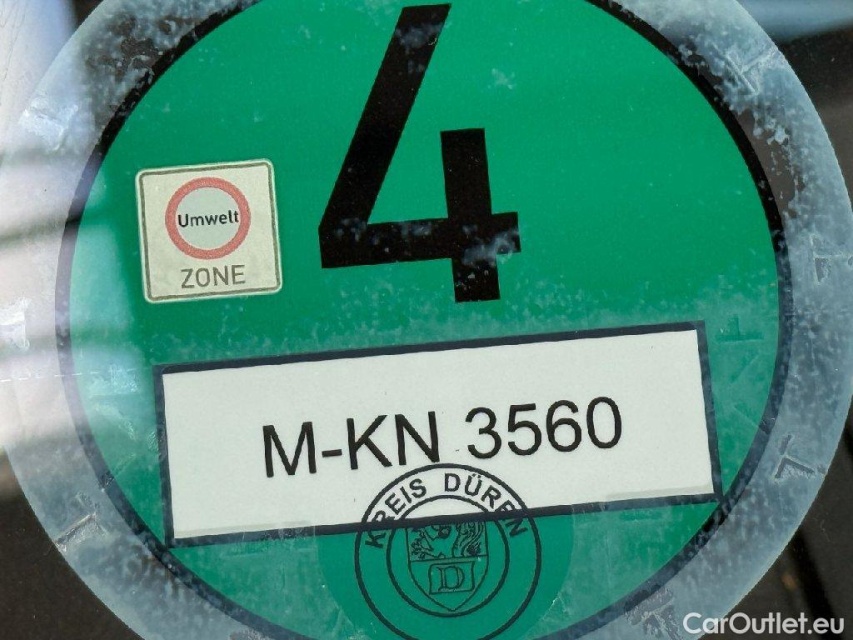 4
Umwelt
ZONE
M-KN 3560
KREIS DÜREN
D
CarOutlet.eu